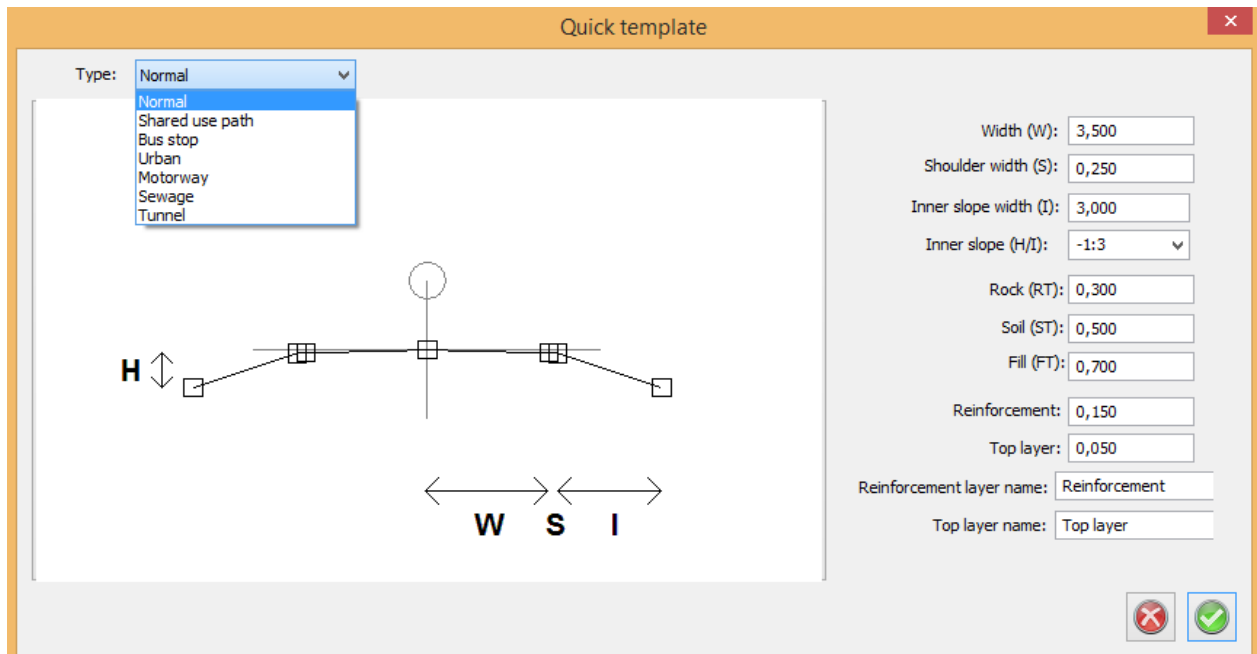 Quick template
Type: Normal
Normal
Shared use path
Bus stop
Urban
Motorway
Sewage
Tunnel
H
W S I
Width (W): 3,500
Shoulder width (S): 0,250
Inner slope width (I): 3,000
Inner slope (H/I): -1:3
Rock (RT): 0,300
Soil (ST): 0,500
Fill (FT): 0,700
Reinforcement: 0,150
Top layer: 0,050
Reinforcement layer name: Reinforcement
Top layer name: Top layer